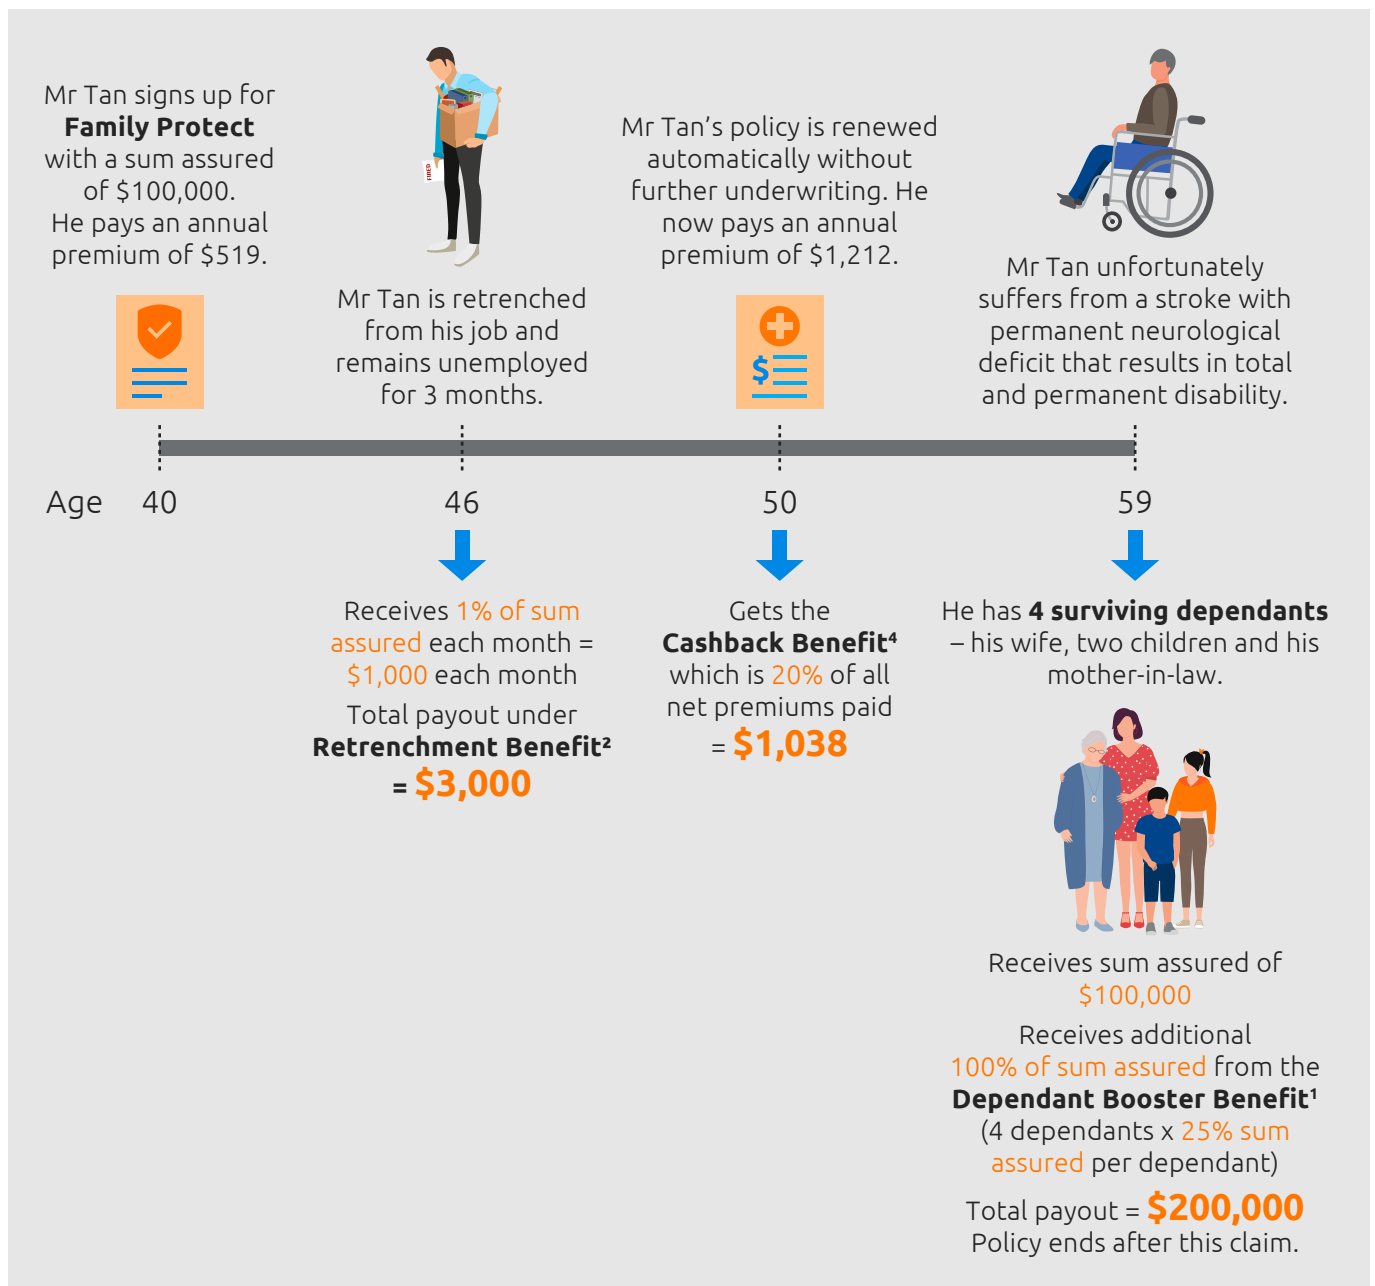 Mr Tan signs up for
Family Protect
with a sum assured
of $100,000.
He pays an annual
premium of $519.
FIRED
Mr Tan is retrenched
from his job and
remains unemployed
for 3 months.
Mr Tan’s policy is renewed
automatically without
further underwriting. He
now pays an annual
premium of $1,212.
$
Mr Tan unfortunately
suffers from a stroke with
permanent neurological
deficit that results in total
and permanent disability.
Age 40 46 50 59
Receives 1% of sum
assured each month =
$1,000 each month
Total payout under
Retrenchment Benefit²
= $3,000
Gets the
Cashback Benefit⁴
which is 20% of all
net premiums paid
= $1,038
He has 4 surviving dependants
– his wife, two children and his
mother-in-law.
Receives sum assured of
$100,000
Receives additional
100% of sum assured from the
Dependant Booster Benefit¹
(4 dependants x 25% sum
assured per dependant)
Total payout = $200,000
Policy ends after this claim.